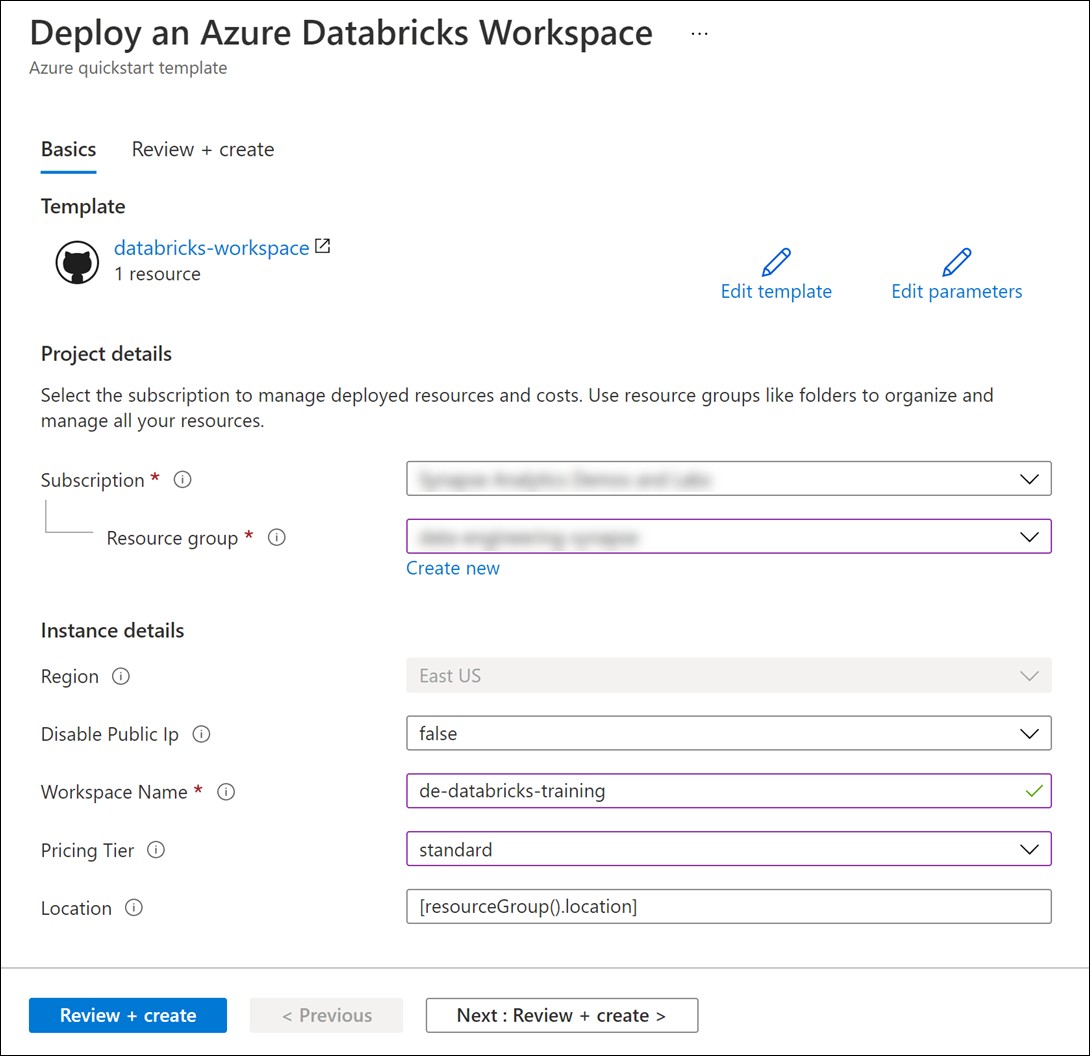 Deploy an Azure Databricks Workspace ...
Azure quickstart template
Basics Review + create
Template
databricks-workspace
1 resource
Edit template Edit parameters
Project details
Select the subscription to manage deployed resources and costs. Use resource groups like folders to organize and
manage all your resources.
Subscription *
Resource group *
Create new
Instance details
Region East US
Disable Public Ip false
Workspace Name * de-databricks-training
Pricing Tier standard
Location [resourceGroup().location]
Review + create < Previous Next : Review + create >